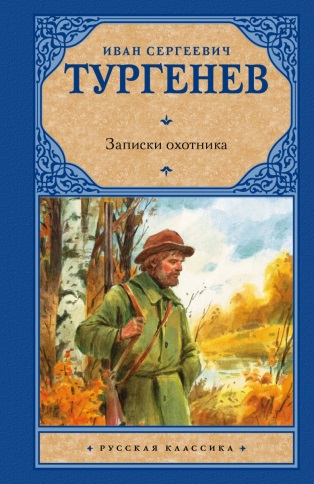 ИВАН СЕРГЕЕВИЧ
ТУРГЕНЕВ
Записки охотника
РУССКАЯ КЛАССИКА